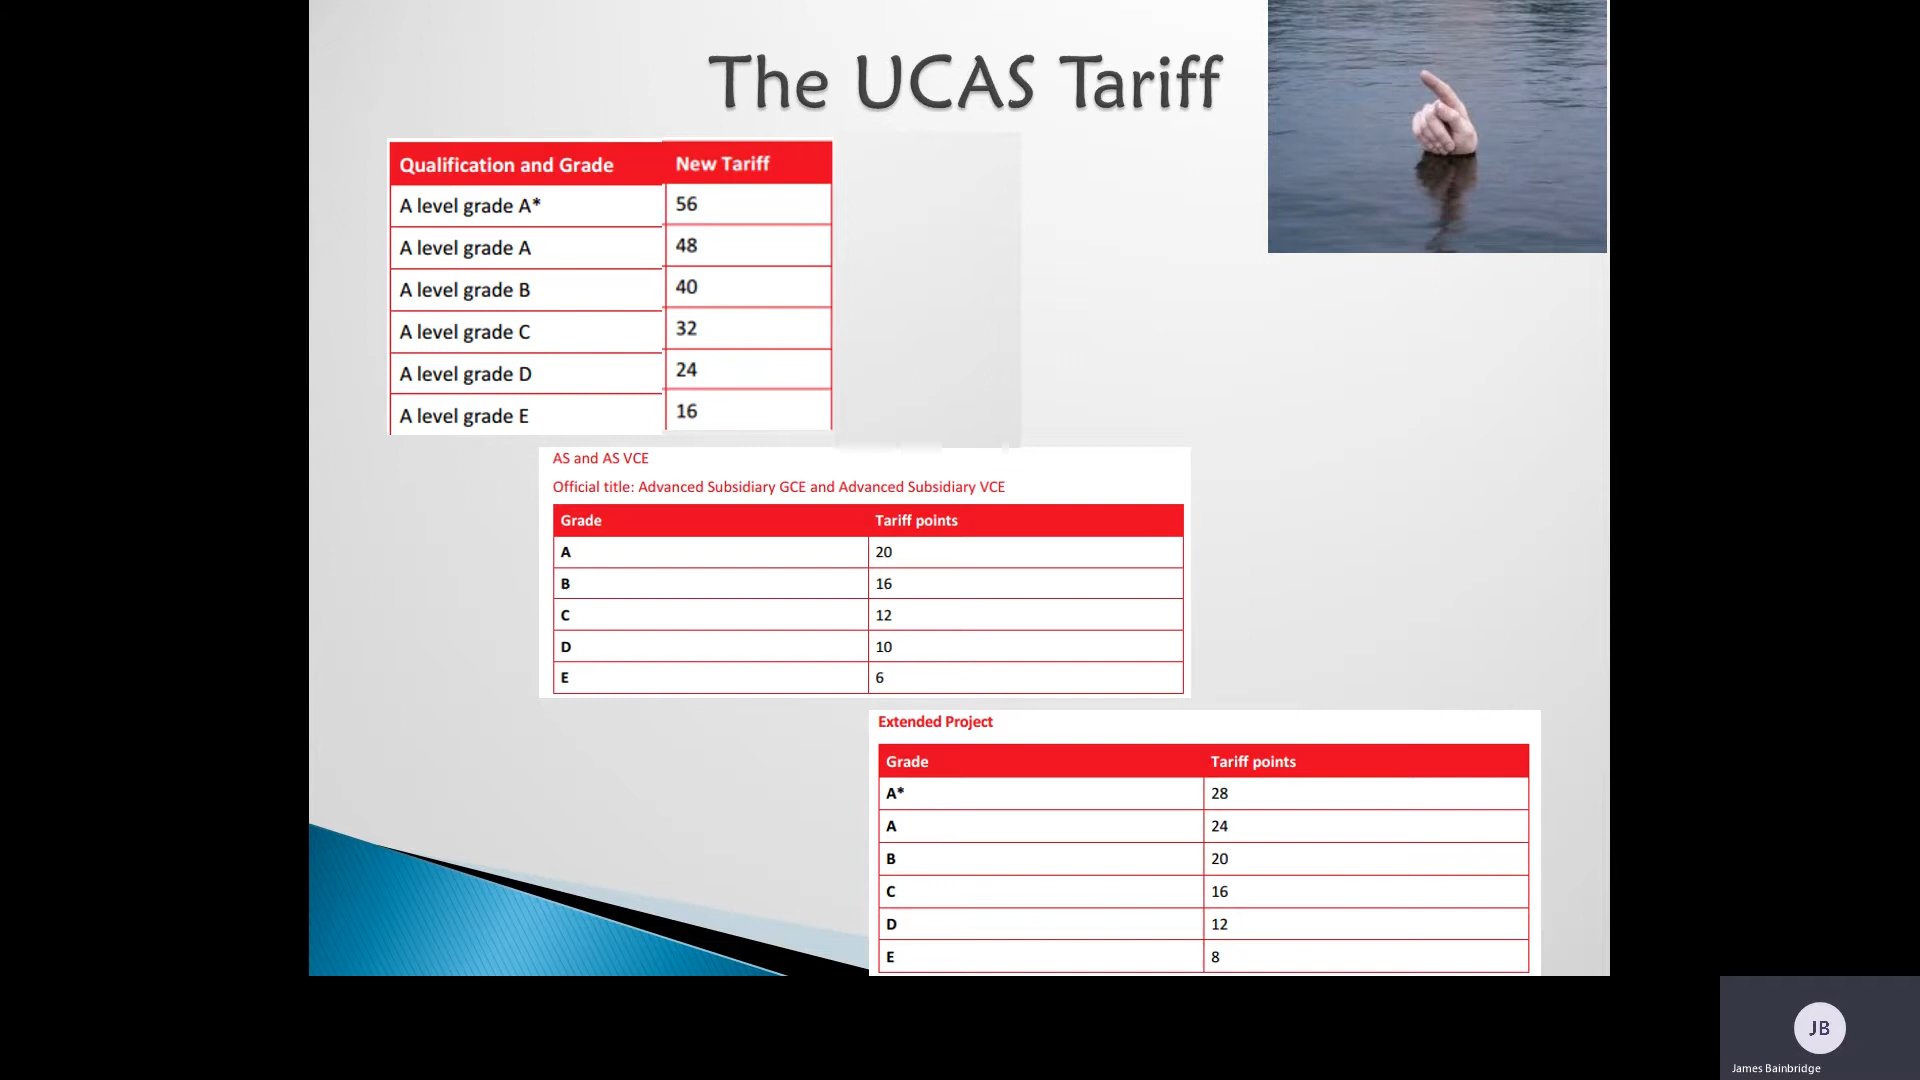 The UCAS Tariff
Qualification and Grade New Tariff
A level grade A* 56
A level grade A 48
A level grade B 40
A level grade C 32
A level grade D 24
A level grade E 16
AS and AS VCE
Official title: Advanced Subsidiary GCE and Advanced Subsidiary VCE
Grade Tariff points
A 20
B 16
C 12
D 10
E 6
Extended Project
Grade Tariff points
A* 28
A 24
B 20
C 16
D 12
E 8
JB
James Bainbridge